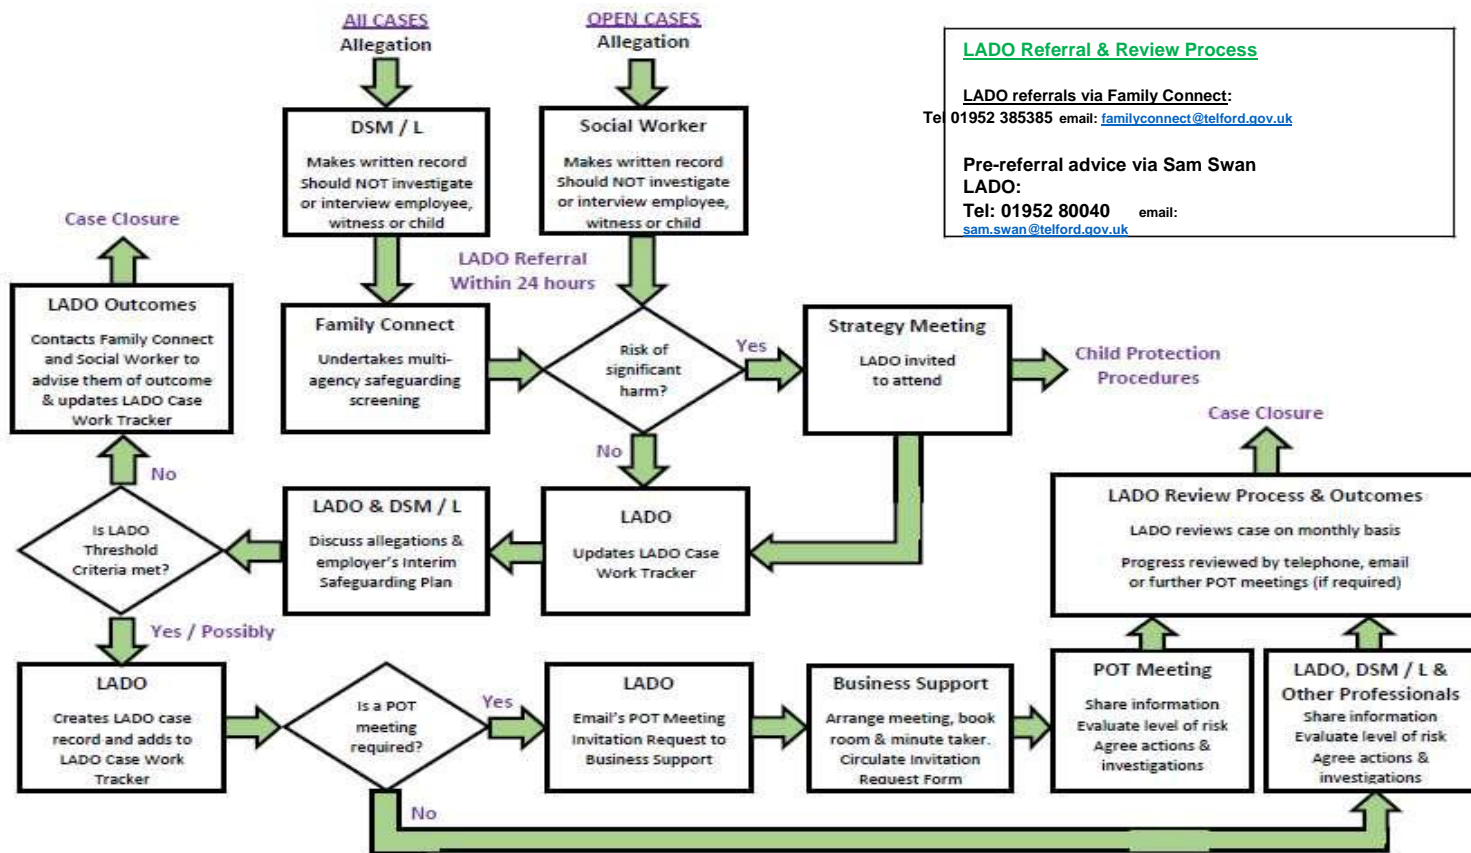 All CASES
Allegation
OPEN CASES
Allegation
LADO Referral & Review Process
LADO referrals via Family Connect:
Tel 01952 385385 email: familyconnect@telford.gov.uk
Pre-referral advice via Sam Swan
LADO:
Tel: 01952 80040 email:
sam.swan@telford.gov.uk
DSM / L
Makes written record
Should NOT investigate
or interview employee,
witness or child
Social Worker
Makes written record
Should NOT investigate
or interview employee,
witness or child
LADO Referral
Within 24 hours
Case Closure
LADO Outcomes
Contacts Family Connect
and Social Worker to
advise them of outcome
& updates LADO Case
Work Tracker
Family Connect
Undertakes multi-
agency safeguarding
screening
Risk of
significant
harm?
Yes
Strategy Meeting
LADO invited
to attend
Child Protection
Procedures
No
No
Is LADO
Threshold
Criteria met?
LADO & DSM / L
Discuss allegations &
employer's Interim
Safeguarding Plan
LADO
Updates LADO Case
Work Tracker
Case Closure
LADO Review Process & Outcomes
LADO reviews case on monthly basis
Progress reviewed by telephone, email
or further POT meetings (if required)
Yes / Possibly
LADO
Creates LADO case
record and adds to
LADO Case Work
Tracker
Is a POT
meeting
required?
Yes
LADO
Email's POT Meeting
Invitation Request to
Business Support
Business Support
Arrange meeting, book
room & minute taker.
Circulate Invitation
Request Form
POT Meeting
Share information
Evaluate level of risk
Agree actions &
investigations
LADO, DSM / L &
Other Professionals
Share information
Evaluate level of risk
Agree actions &
investigations
No